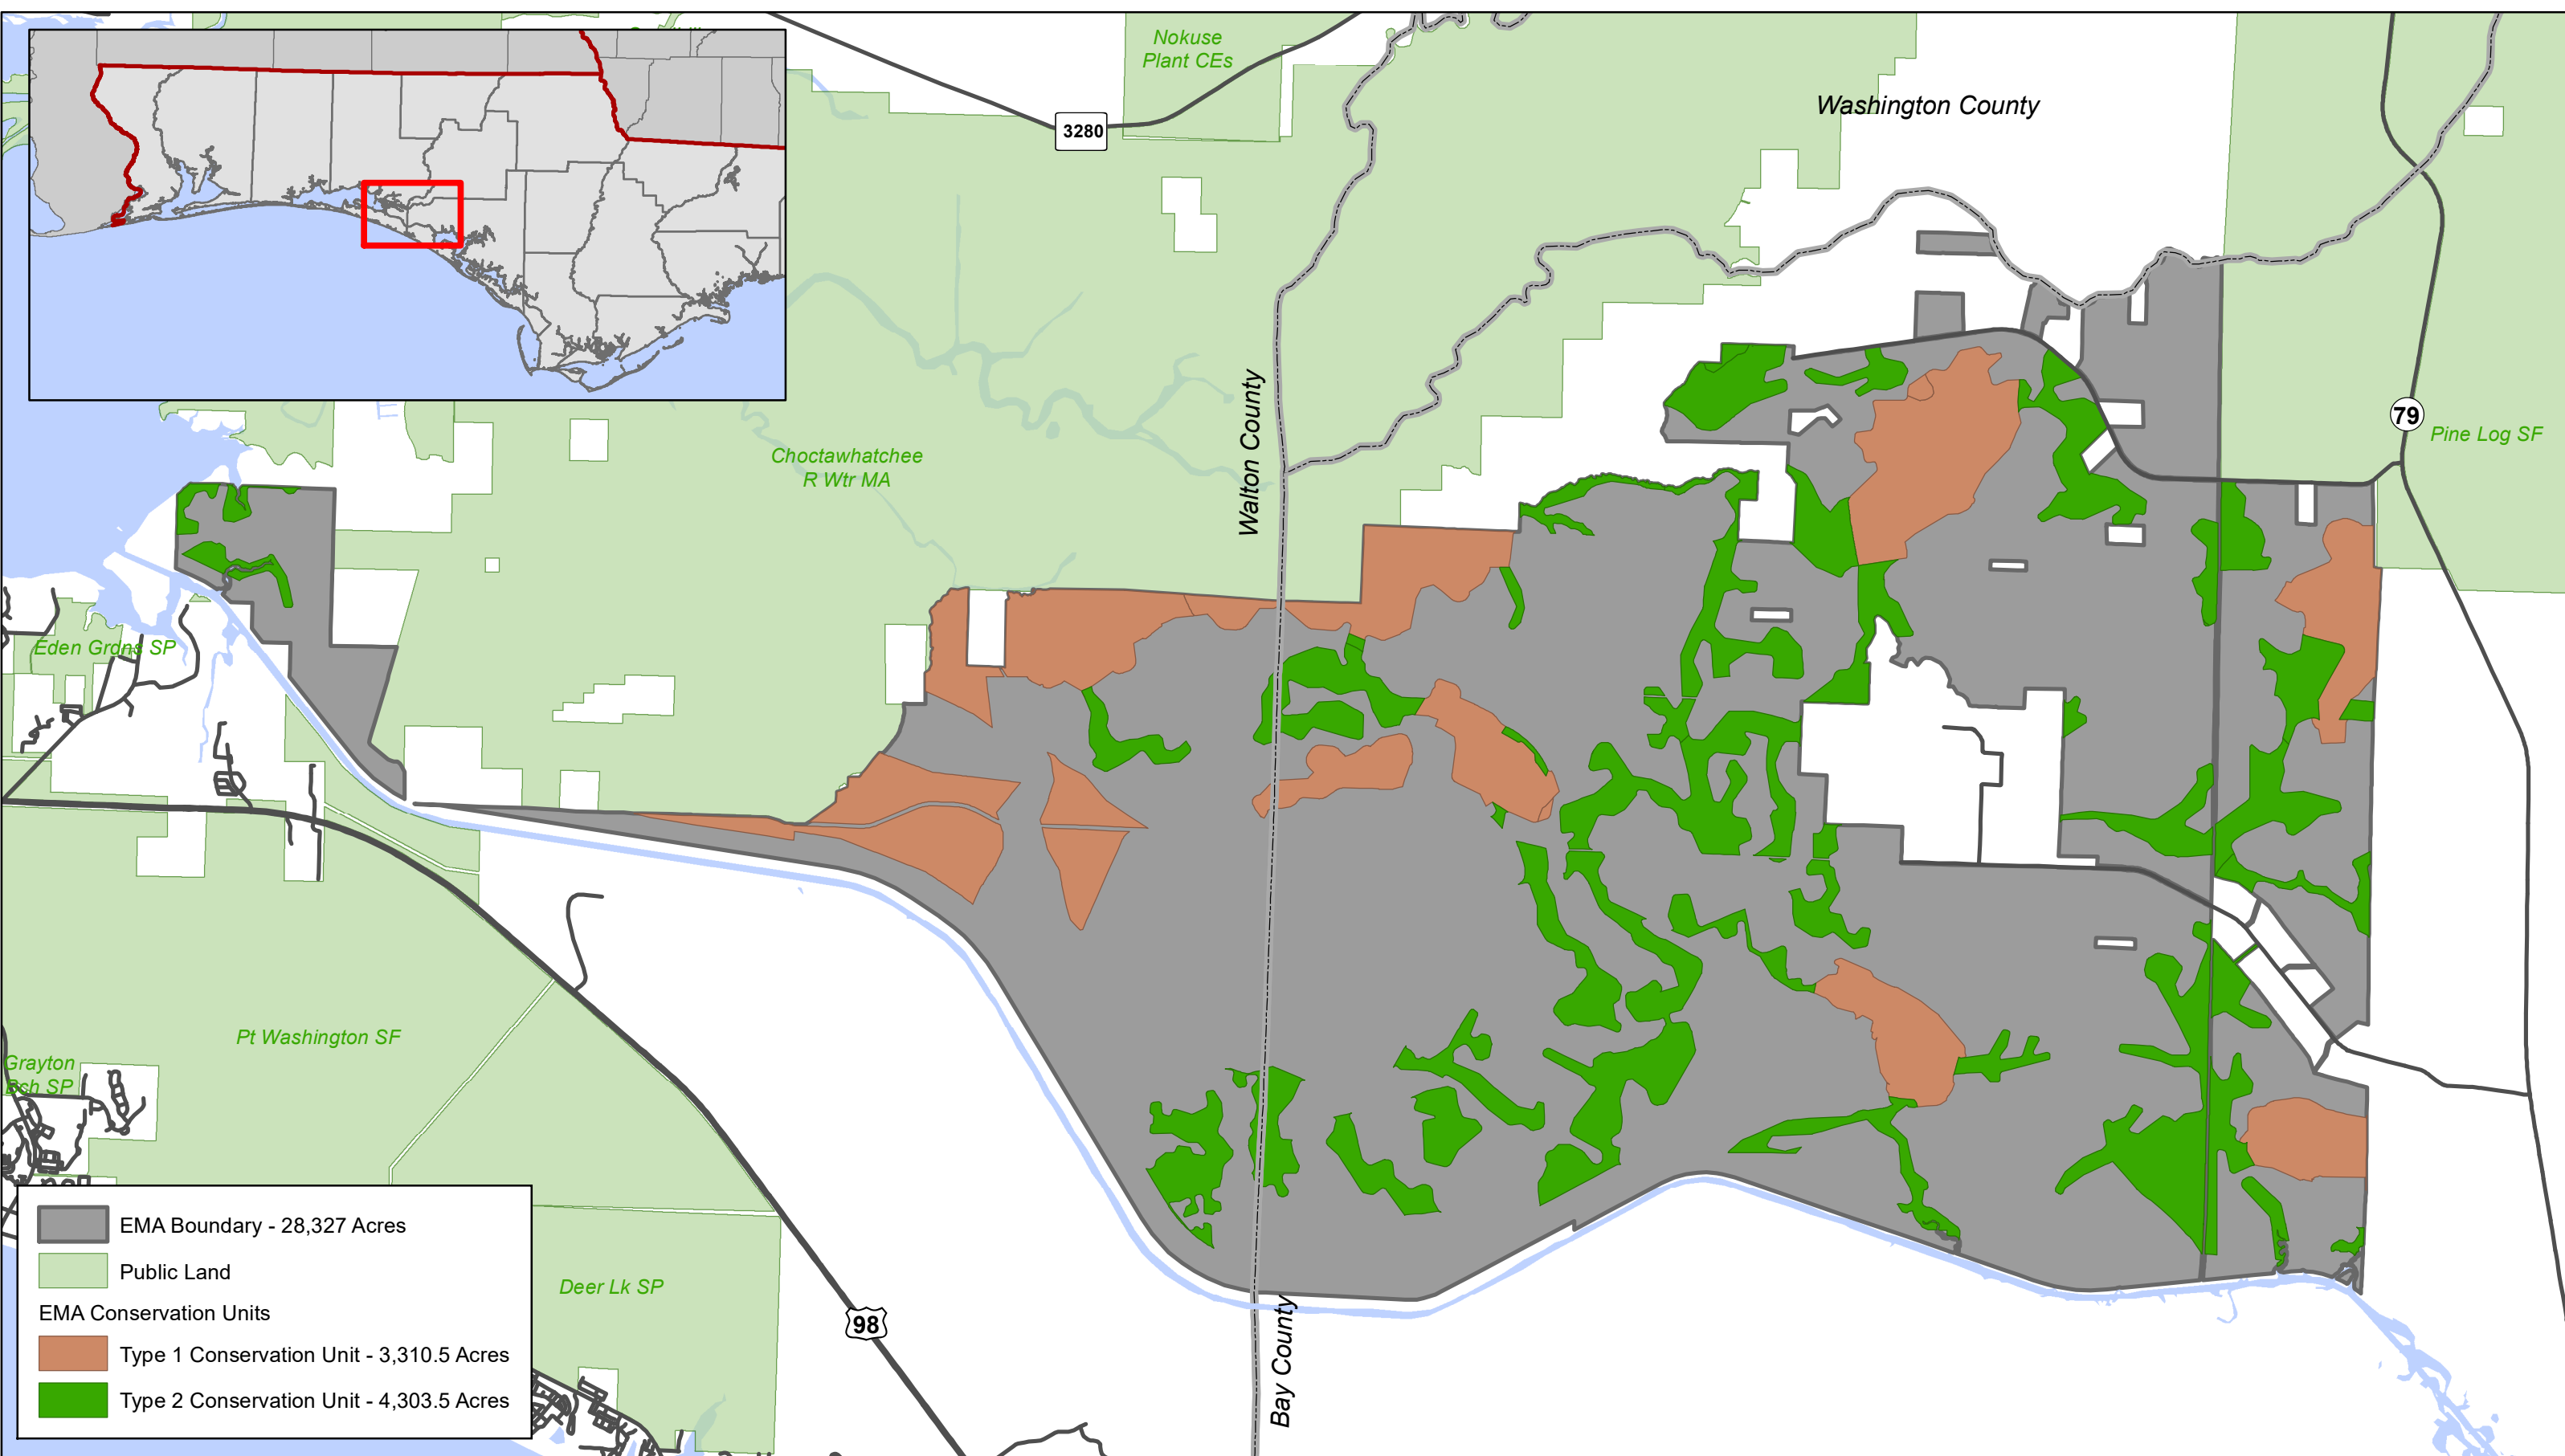 Nokuse
Plant CEs
Washington County
3280
79
Pine Log SF
Walton County
Choctawhatchee
R Wtr MA
Eden Grdns SP
Pt Washington SF
Grayton
Bch SP
Deer Lk SP
98
Bay County
EMA Boundary - 28,327 Acres
Public Land
EMA Conservation Units
Type 1 Conservation Unit - 3,310.5 Acres
Type 2 Conservation Unit - 4,303.5 Acres